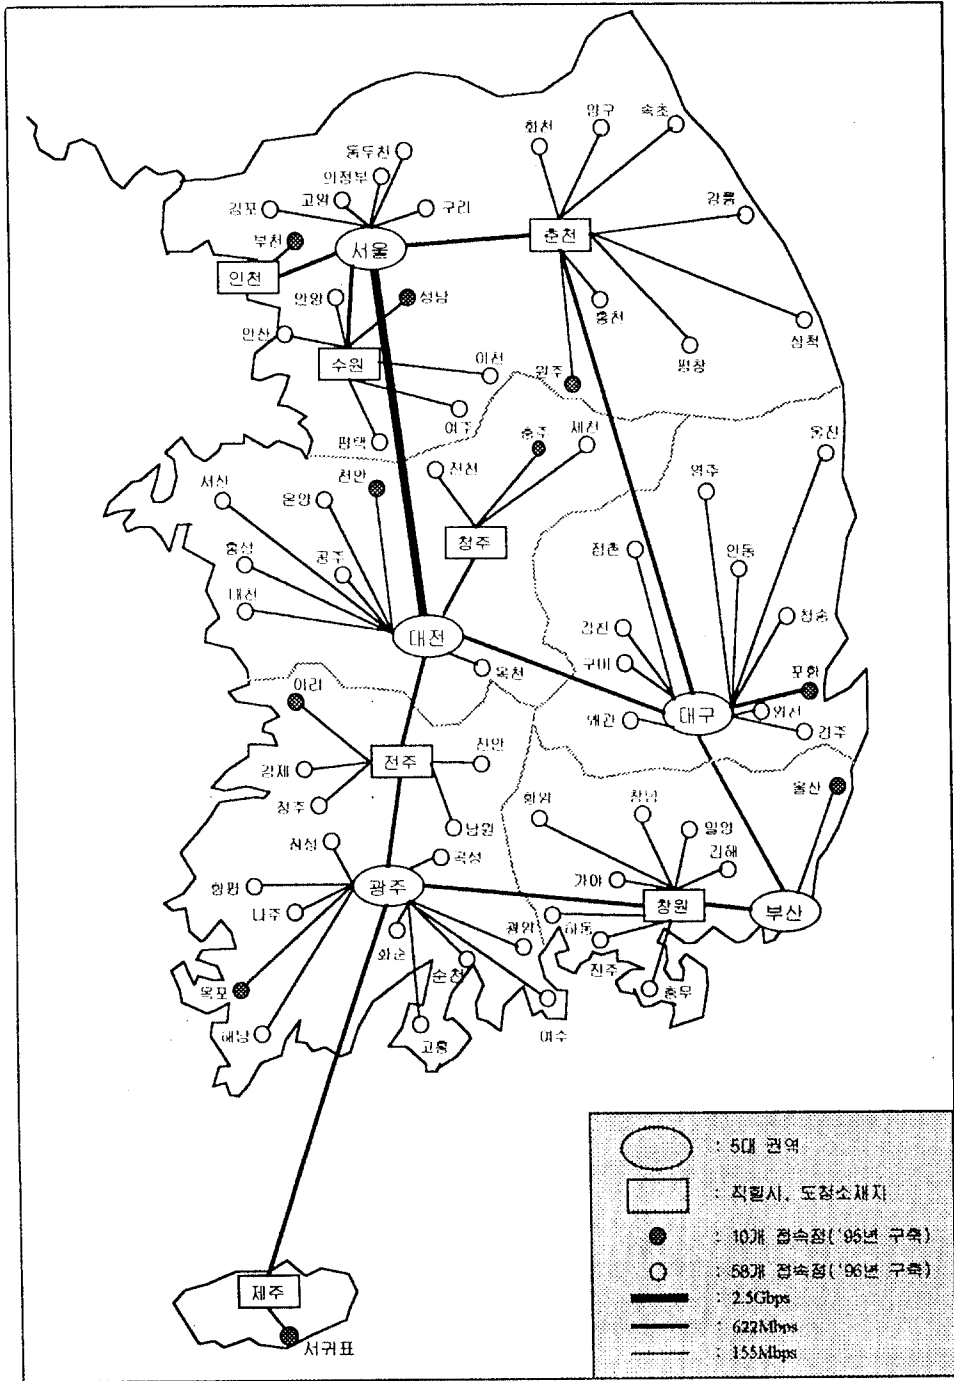 화천
양구
속초
동두천
의정부
고양
구리
김포
강릉
부천
서울
춘천
인천
안양
성남
홍천
안산
삼척
수원
이천
원주
평창
여주
평택
충주
제천
울진
천안
진천
서산
온양
영주
청주
홍성
공주
점촌
안동
대천
청송
김천
대전
구미
포항
옥천
이리
대구
왜관
경주
진안
전주
김제
울산
남원
창녕
밀양
김해
곡성
함평
광주
가야
창원
부산
나주
광양
하동
화순
순천
진주
목포
충무
해남
고흥
여수
: 5대 권역
: 직할시, 도청소재지
: 10개 접속점('95년 구축)
: 58개 접속점('96년 구축)
: 2.5Gbps
: 622Mbps
: 155Mbps
제주
서귀표